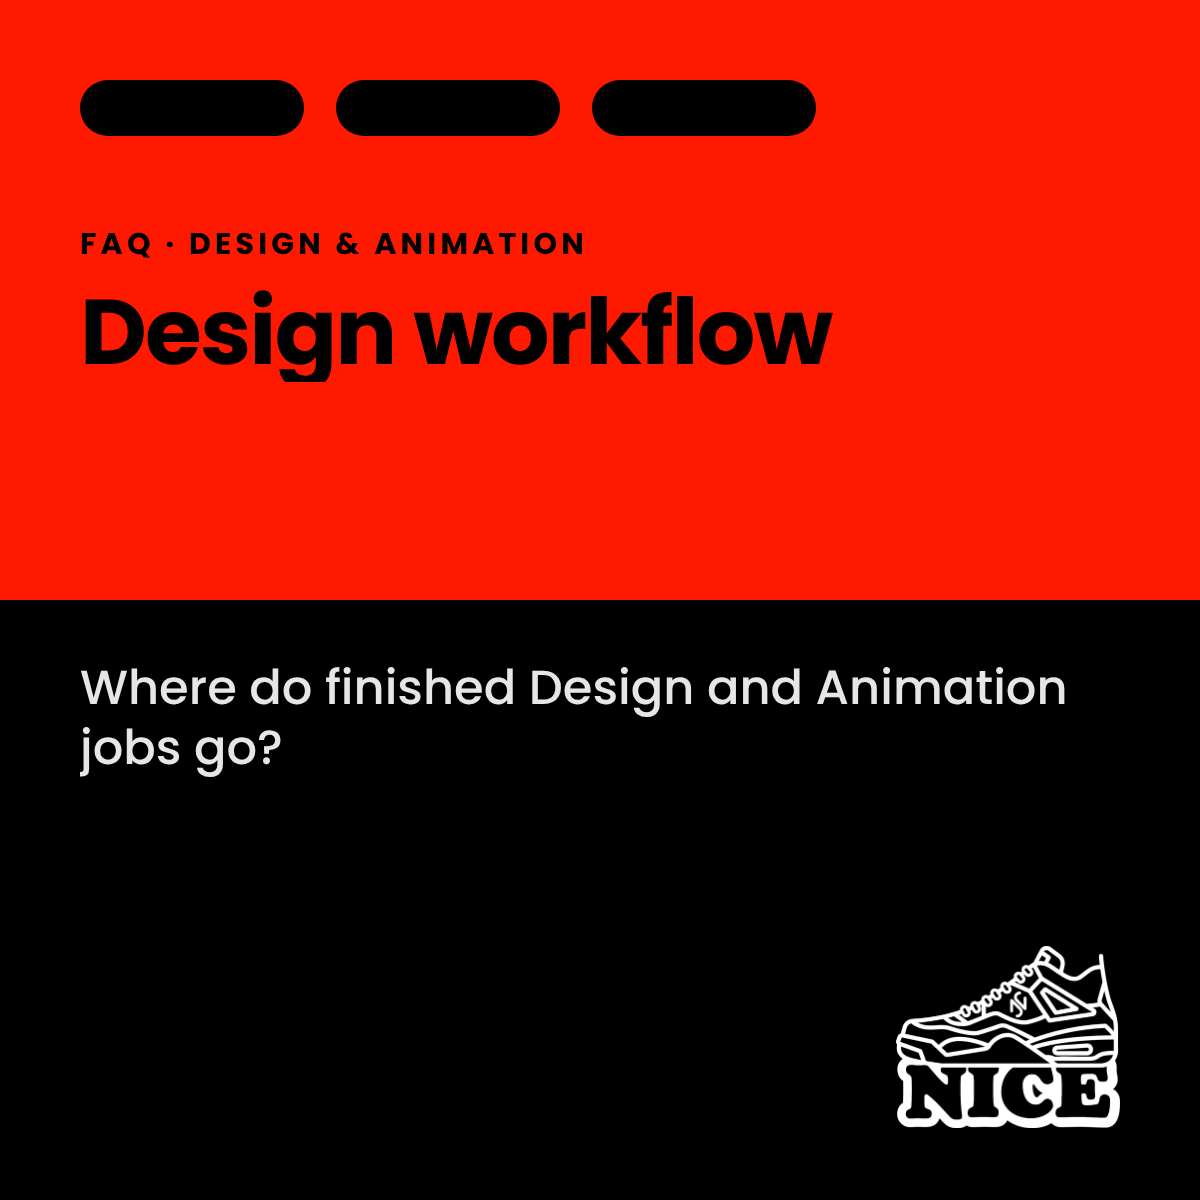 FAQ · DESIGN & ANIMATION
Design workflow
Where do finished Design and Animation
jobs go?
NICE